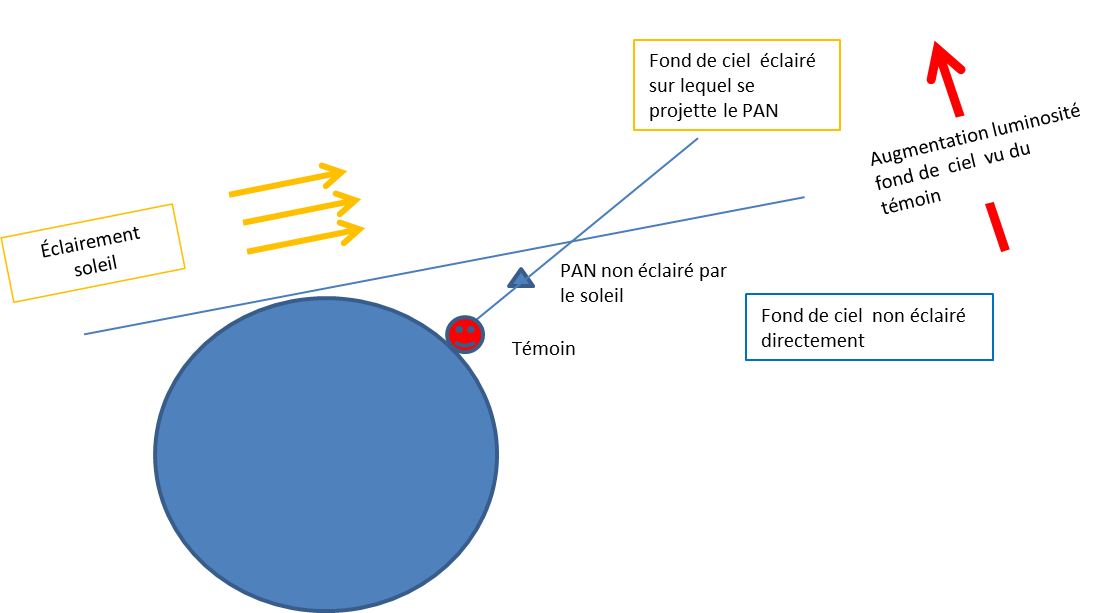 Fond de ciel éclairé
sur lequel se
projette le PAN
Augmentation luminosité
fond de ciel vu du
témoin
Éclairement
soleil
PAN non éclairé par
le soleil
Fond de ciel non éclairé
directement
Témoin